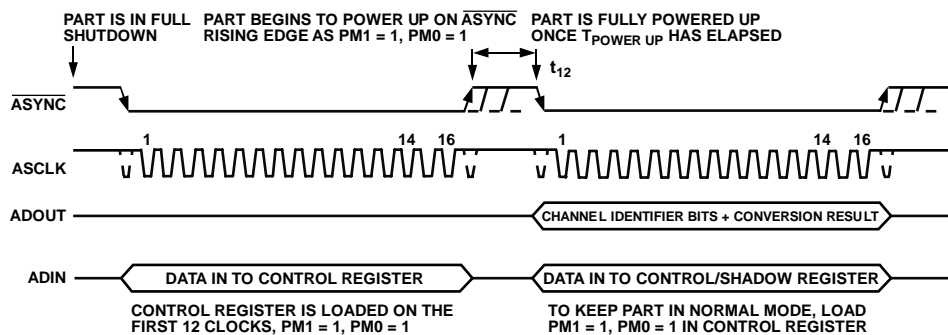 PART IS IN FULL
SHUTDOWN
PART BEGINS TO POWER UP ON ASYNC
RISING EDGE AS PM1 = 1, PM0 = 1
PART IS FULLY POWERED UP
ONCE TPOWER UP HAS ELAPSED
t12
ASYNC
1 14 16 1 14 16
ASCLK
ADOUT
CHANNEL IDENTIFIER BITS + CONVERSION RESULT
ADIN
DATA IN TO CONTROL REGISTER
DATA IN TO CONTROL/SHADOW REGISTER
CONTROL REGISTER IS LOADED ON THE
FIRST 12 CLOCKS, PM1 = 1, PM0 = 1
TO KEEP PART IN NORMAL MODE, LOAD
PM1 = 1, PM0 = 1 IN CONTROL REGISTER